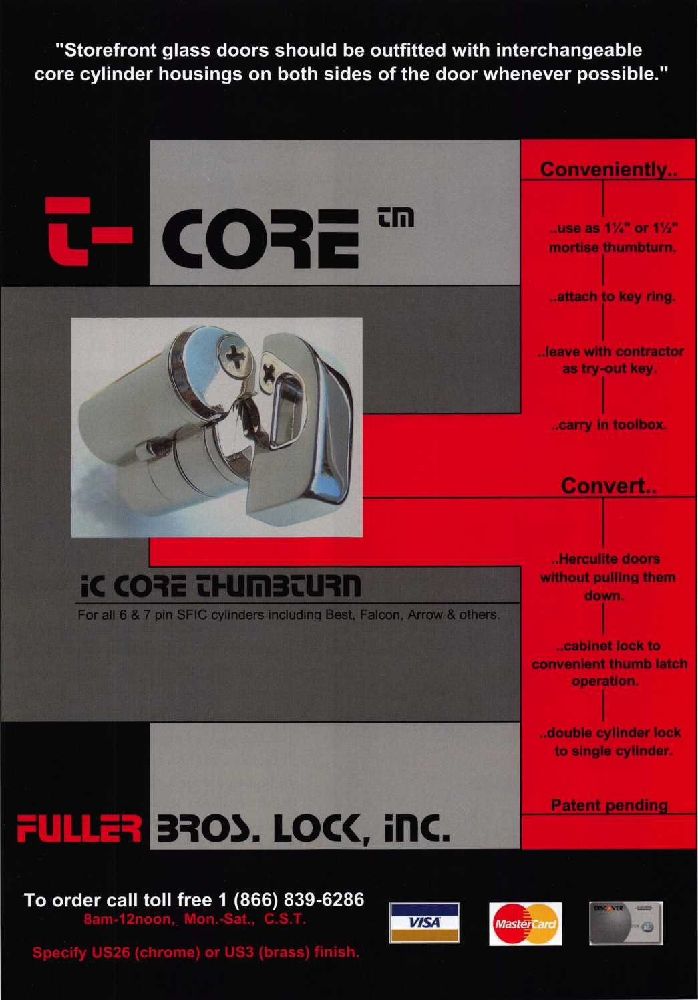 "Storefront glass doors should be outfitted with interchangeable
core cylinder housings on both sides of the door whenever possible."
T- CORE TM
Conveniently..
..use as 1¼" or 1½"
mortise thumbturn.
..attach to key ring.
..leave with contractor
as try-out key.
..carry in toolbox.
Convert..
..Herculite doors
without pulling them
down.
..cabinet lock to
convenient thumb latch
operation.
..double cylinder lock
to single cylinder.
Patent pending
iC CORE THUMBTURN
For all 6 & 7 pin SFIC cylinders including Best, Falcon, Arrow & others.
FULLER BROS. LOCK, inc.
To order call toll free 1 (866) 839-6286
8am-12noon, Mon.-Sat., C.S.T.
Specify US26 (chrome) or US3 (brass) finish.
VISA
MasterCard
DISCOVER